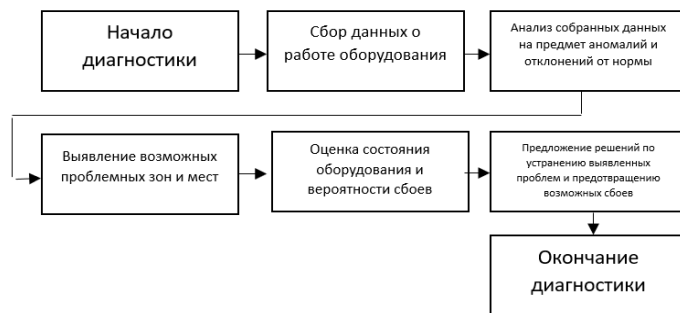 Начало
диагностики
Сбор данных о
работе оборудования
Анализ собранных данных
на предмет аномалий и
отклонений от нормы
Выявление возможных
проблемных зон и мест
Оценка состояния
оборудования и
вероятности сбоев
Предложение решений по
устранению выявленных
проблем и предотвращению
возможных сбоев
Окончание
диагностики